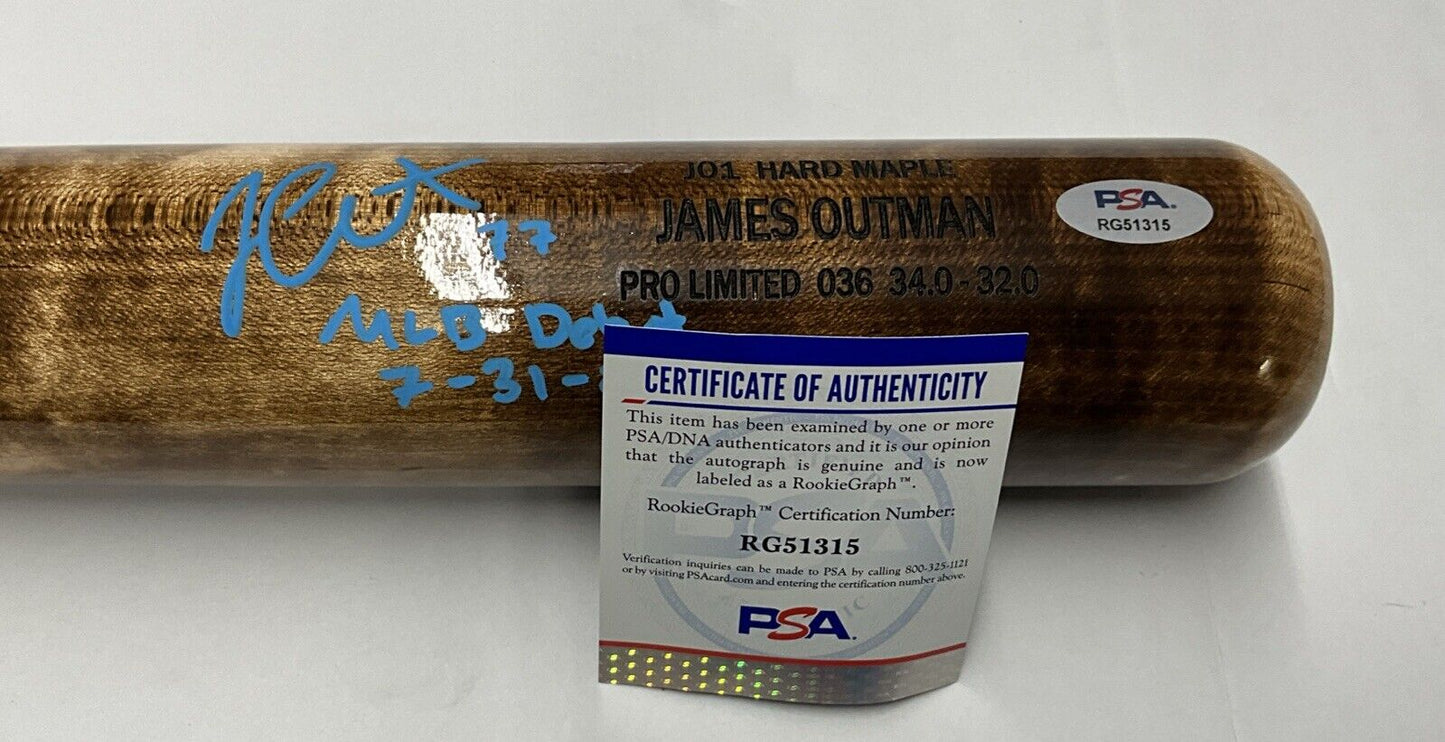 J01 HARD MAPLE
JAMES OUTMAN
PRO LIMITED 036 34.0 - 32.0
PSA.
RG51315
77
MLB Debut
7-31-
CERTIFICATE OF AUTHENTICITY
This item has been examined by one or more
PSA/DNA authenticators and it is our opinion
that the autograph is genuine and is now
labeled as a RookieGraph™.
RookieGraph™ Certification Number:
RG51315
Verification inquiries can be made to PSA by calling 800-325-1121
or by visiting PSAcard.com and entering the certification number above.
PSA.